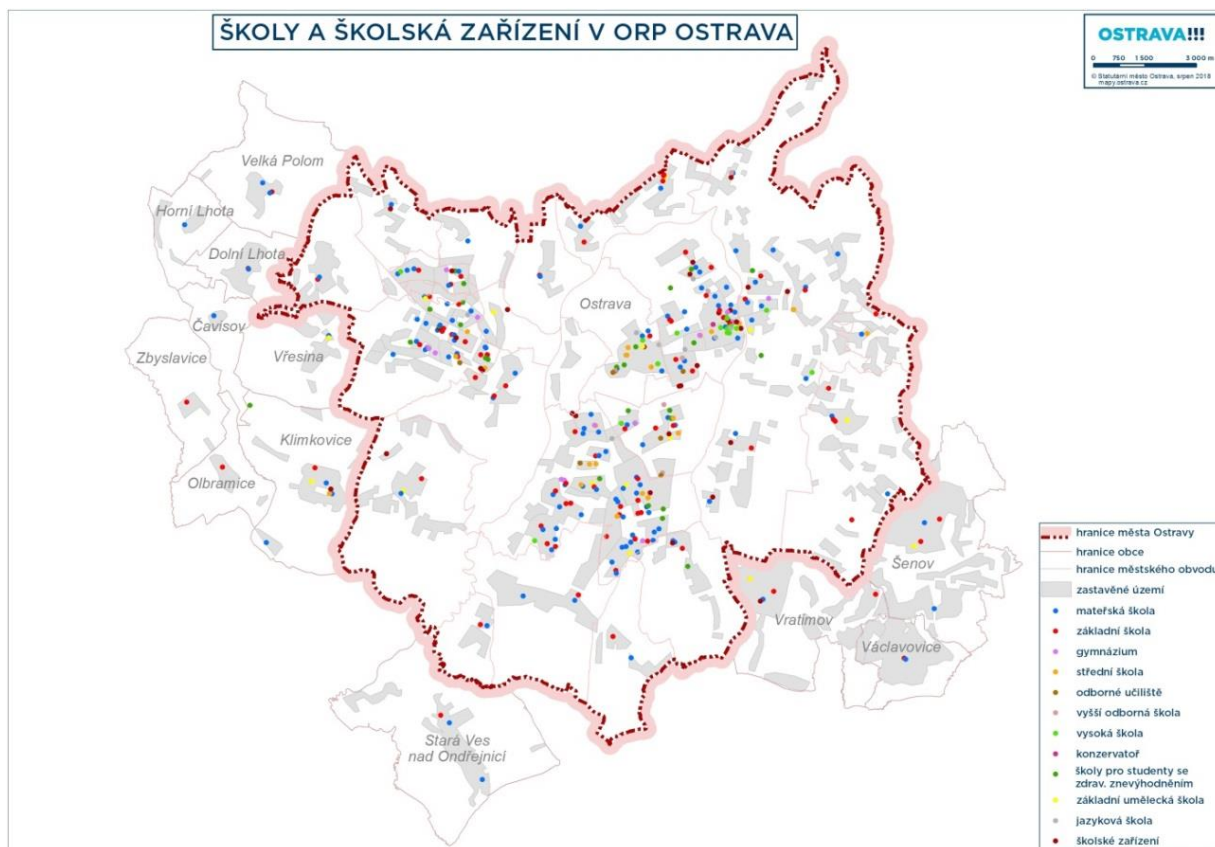 ŠKOLY A ŠKOLSKÁ ZAŘÍZENÍ V ORP OSTRAVA
OSTRAVA!!!
0 750 1 500 3 000 m
© Statutární město Ostrava, srpen 2018
mapy.ostrava.cz
Velká Polom
Horní Lhota
Dolní Lhota
Čavisov
Ostrava
Zbyslavice
Vřesina
Klimkovice
Olbramice
Šenov
Vratimov
Václavovice
Stará Ves
nad Ondřejnicí
hranice města Ostravy
hranice obce
hranice městského obvodu
zastavěné území
mateřská škola
základní škola
gymnázium
střední škola
odborné učiliště
vyšší odborná škola
vysoká škola
konzervatoř
školy pro studenty se
zdrav. znevýhodněním
základní umělecká škola
jazyková škola
školské zařízení